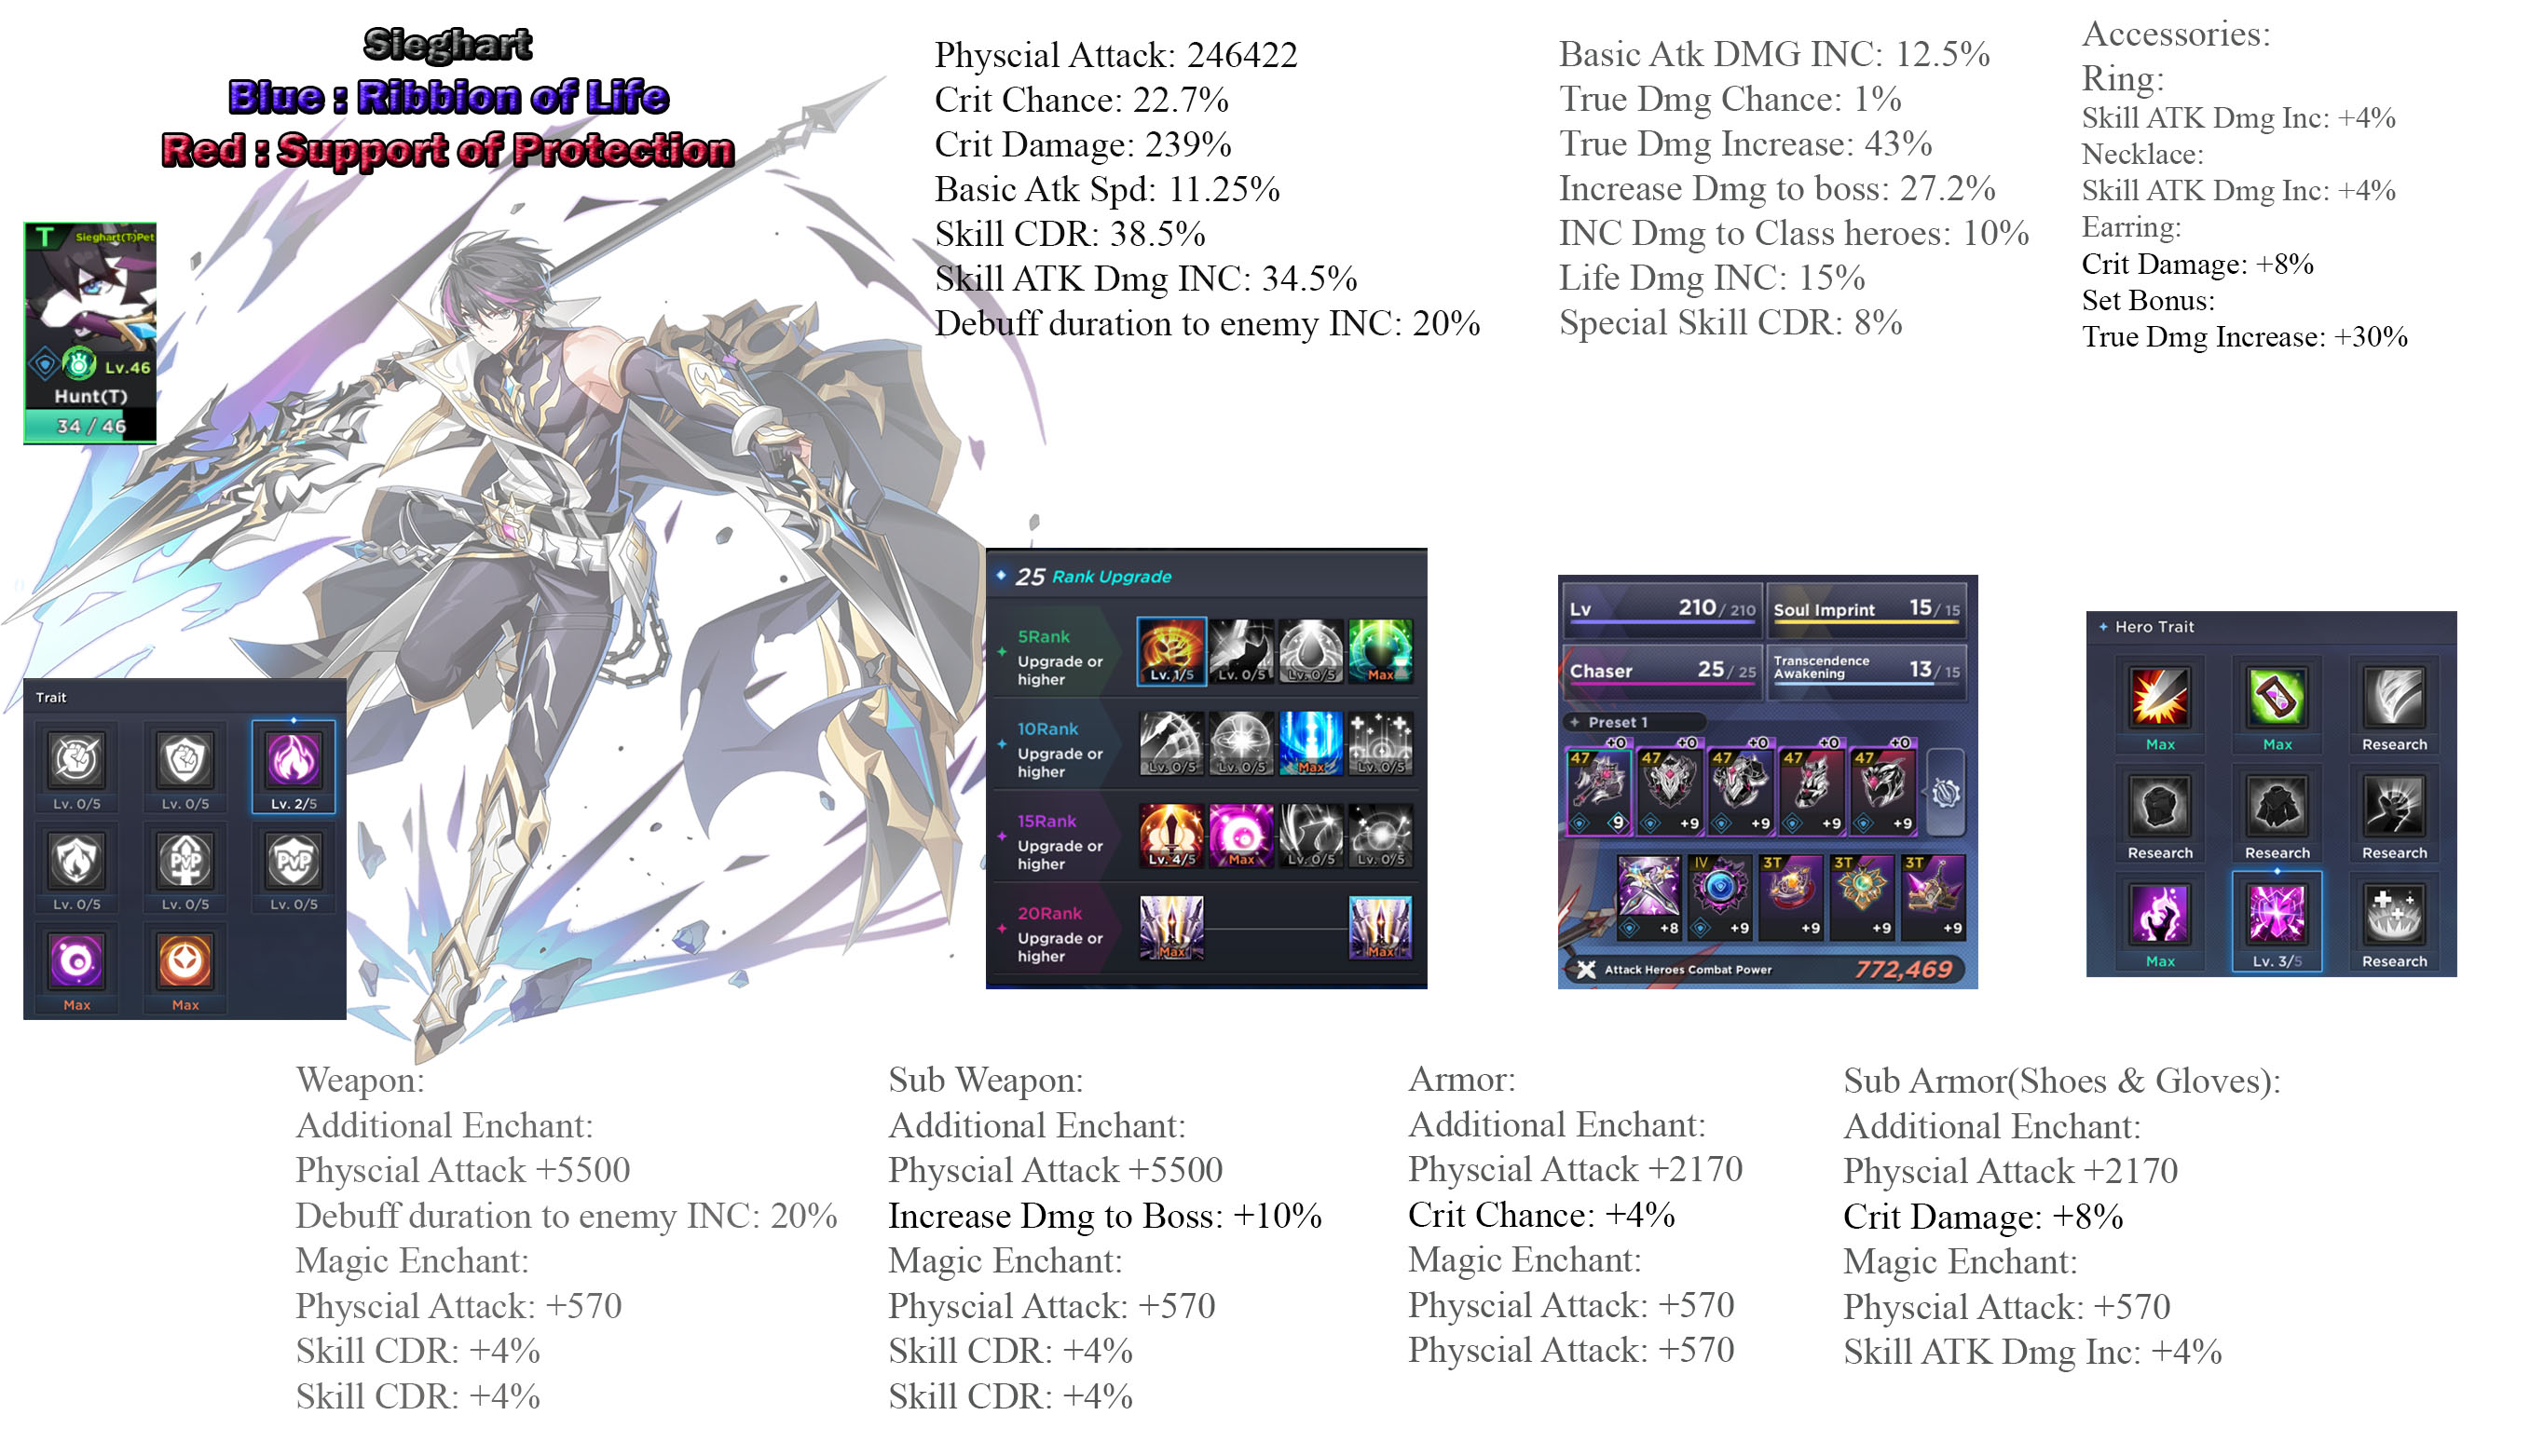 Sieghart
Blue : Ribbion of Life
Red : Support of Protection
T Sieghart(T)Pet
Lv.46
Hunt(T)
34 / 46
Physcial Attack: 246422
Crit Chance: 22.7%
Crit Damage: 239%
Basic Atk Spd: 11.25%
Skill CDR: 38.5%
Skill ATK Dmg INC: 34.5%
Debuff duration to enemy INC: 20%
Basic Atk DMG INC: 12.5%
True Dmg Chance: 1%
True Dmg Increase: 43%
Increase Dmg to boss: 27.2%
INC Dmg to Class heroes: 10%
Life Dmg INC: 15%
Special Skill CDR: 8%
Accessories:
Ring:
Skill ATK Dmg Inc: +4%
Necklace:
Skill ATK Dmg Inc: +4%
Earring:
Crit Damage: +8%
Set Bonus:
True Dmg Increase: +30%
Trait
Lv. 0/5 Lv. 0/5 Lv. 2/5
Lv. 0/5 PvP Lv. 0/5 PvP Lv. 0/5
Max Max
25 Rank Upgrade
5Rank
Upgrade or
higher
Lv. 1/5 Lv. 0/5 Lv. 0/5 Max
10Rank
Upgrade or
higher
Lv. 0/5 Lv. 0/5 Max Lv. 0/5
15Rank
Upgrade or
higher
Lv. 4/5 Max Lv. 0/5 Lv. 0/5
20Rank
Upgrade or
higher
Max Max
Lv 210/ 210 Soul Imprint 15/ 15
Chaser 25/ 25 Transcendence
Awakening 13/ 15
Preset 1
+0 +0 +0 +0 +0
47 47 47 47 47
9 +9 +9 +9 +9
IV 3T 3T 3T
+8 +9 +9 +9 +9
Attack Heroes Combat Power 772,469
Hero Trait
Max Max Research
Research Research Research
Max Lv. 3/5 Research
Weapon:
Additional Enchant:
Physcial Attack +5500
Debuff duration to enemy INC: 20%
Magic Enchant:
Physcial Attack: +570
Skill CDR: +4%
Skill CDR: +4%
Sub Weapon:
Additional Enchant:
Physcial Attack +5500
Increase Dmg to Boss: +10%
Magic Enchant:
Physcial Attack: +570
Skill CDR: +4%
Skill CDR: +4%
Armor:
Additional Enchant:
Physcial Attack +2170
Crit Chance: +4%
Magic Enchant:
Physcial Attack: +570
Physcial Attack: +570
Sub Armor(Shoes & Gloves):
Additional Enchant:
Physcial Attack +2170
Crit Damage: +8%
Magic Enchant:
Physcial Attack: +570
Skill ATK Dmg Inc: +4%